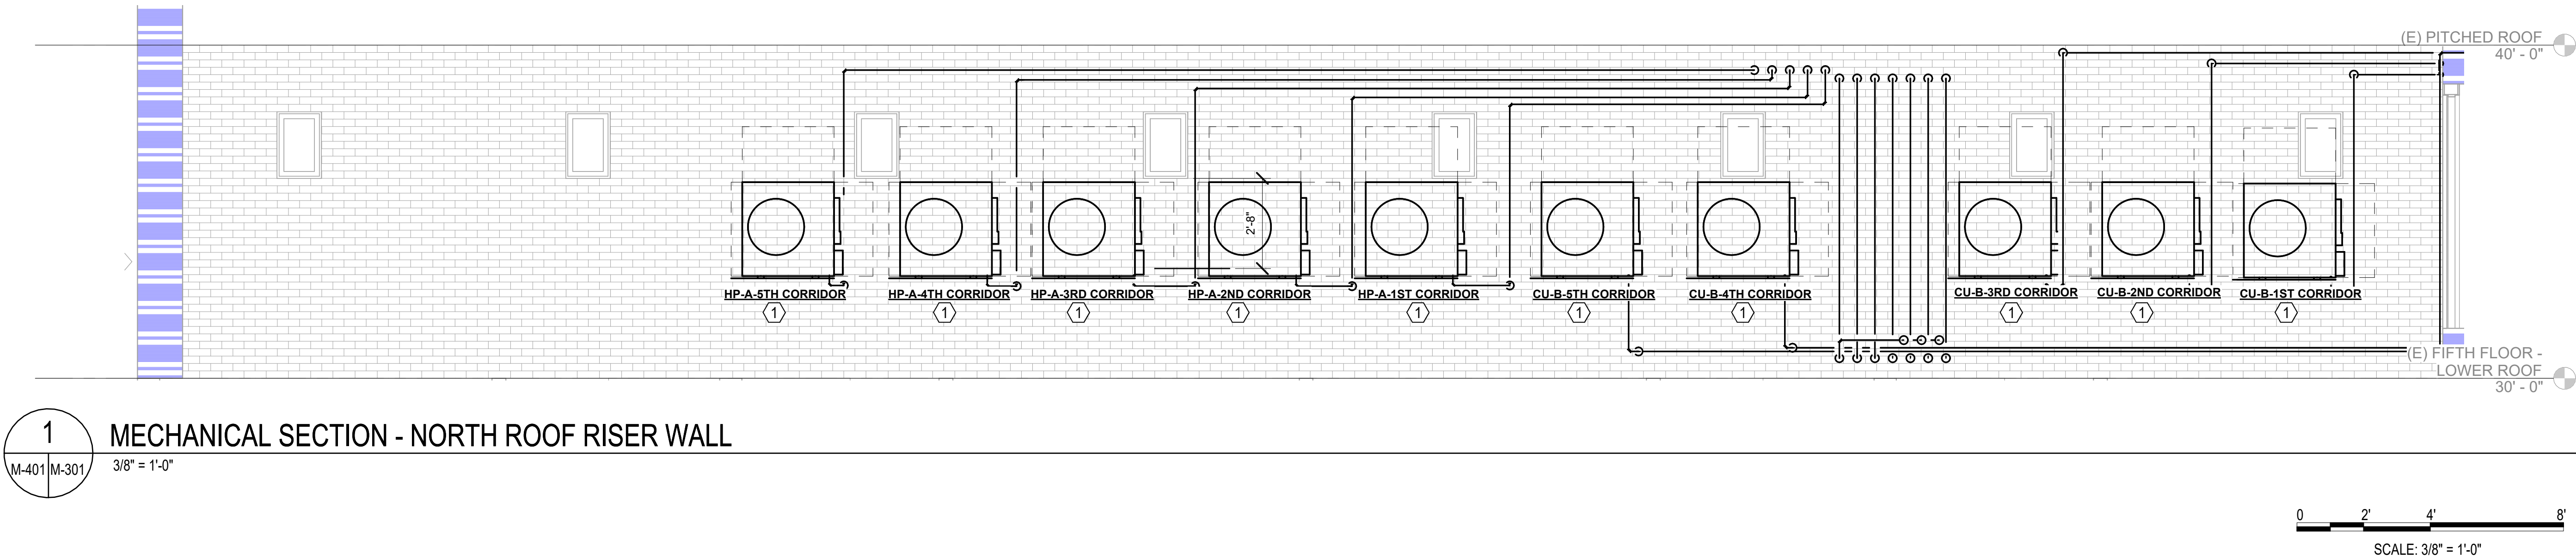 (E) PITCHED ROOF
40' - 0"
2'-8"
HP-A-5TH CORRIDOR
HP-A-4TH CORRIDOR
HP-A-3RD CORRIDOR
HP-A-2ND CORRIDOR
HP-A-1ST CORRIDOR
CU-B-5TH CORRIDOR
CU-B-4TH CORRIDOR
CU-B-3RD CORRIDOR
CU-B-2ND CORRIDOR
CU-B-1ST CORRIDOR
1
1
1
1
1
1
1
1
1
1
(E) FIFTH FLOOR -
LOWER ROOF
30' - 0"
1
MECHANICAL SECTION - NORTH ROOF RISER WALL
M-401 M-301
3/8" = 1'-0"
0 2' 4' 8'
SCALE: 3/8" = 1'-0"